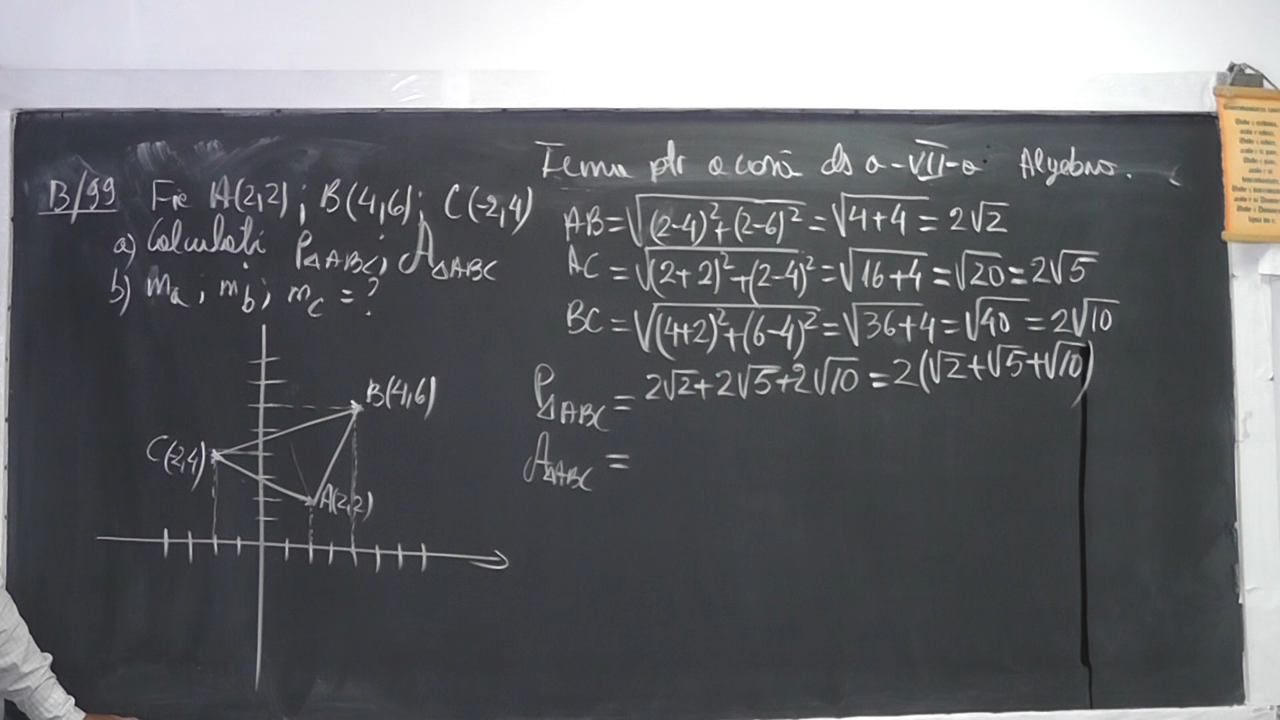 Tema ptr acasă cls a-VII-a Algebra.
B/99 Fie A(2,2); B(4,6); C(-2,4)
a) Calculati P△ABC; A△ABC
b) ma; mb; mc = ?
B(4,6)
C(-2,4)
A(2,2)
AB=√(2-4)²+(2-6)²=√4+4=2√2
AC=√(2+2)²+(2-4)²=√16+4=√20=2√5
BC=√(4+2)²+(6-4)²=√36+4=√40=2√10
P△ABC=2√2+2√5+2√10=2(√2+√5+√10)
A△ABC=